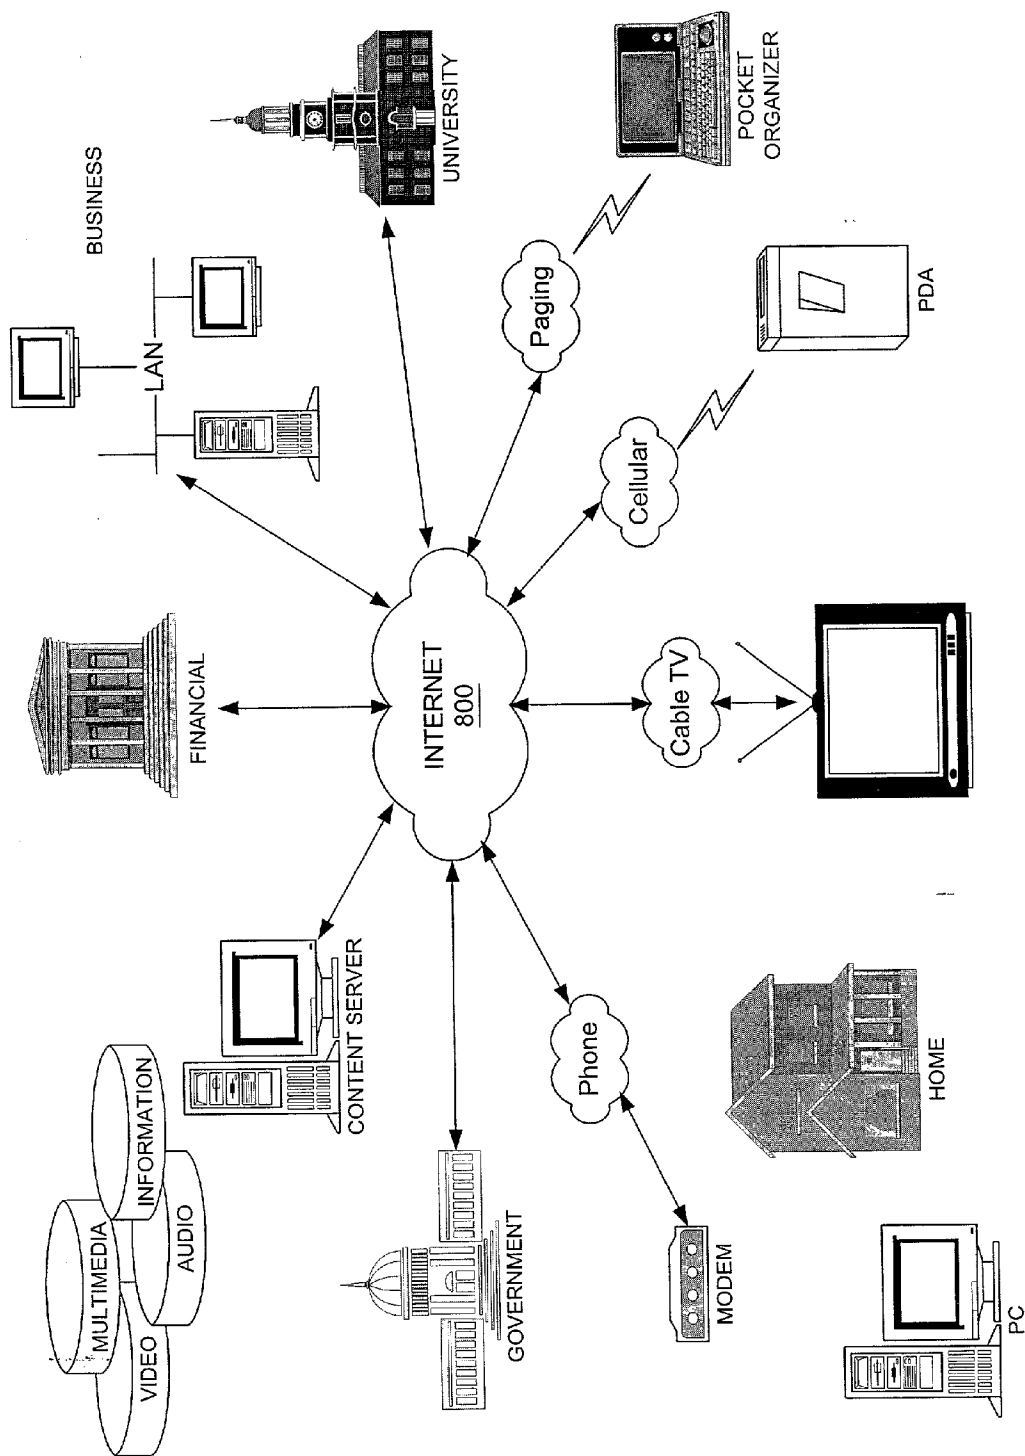 VIDEO
MULTIMEDIA
AUDIO
INFORMATION
CONTENT SERVER
FINANCIAL
LAN
BUSINESS
GOVERNMENT
INTERNET
800
UNIVERSITY
MODEM
Phone
Cable TV
Cellular
Paging
POCKET
ORGANIZER
PC
HOME
PDA